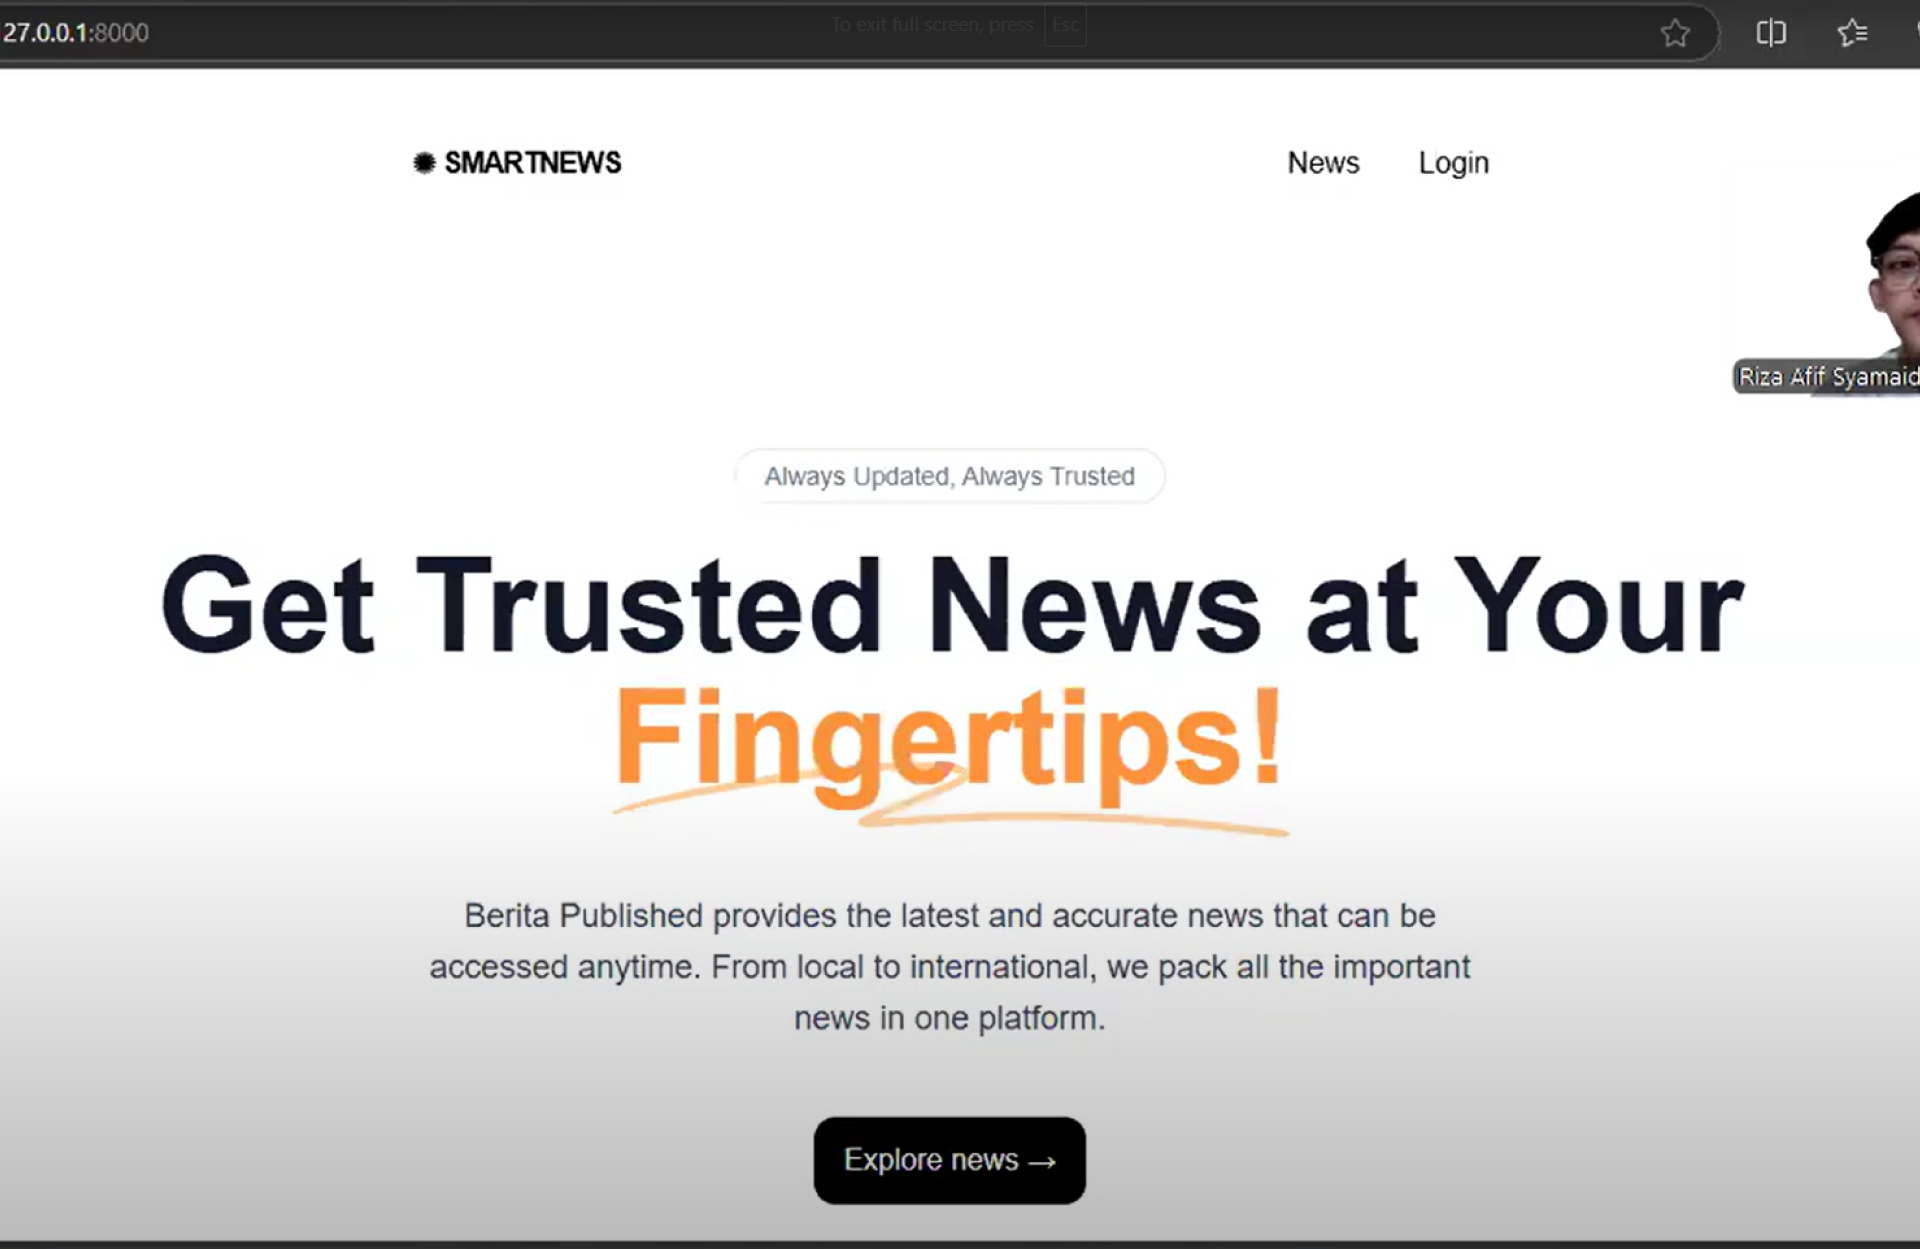 27.0.0.1:8000
To exit full screen, press Esc
SMARTNEWS
News Login
Riza Afif Syamaid
Always Updated, Always Trusted
Get Trusted News at Your
Fingertips!
Berita Published provides the latest and accurate news that can be
accessed anytime. From local to international, we pack all the important
news in one platform.
Explore news →